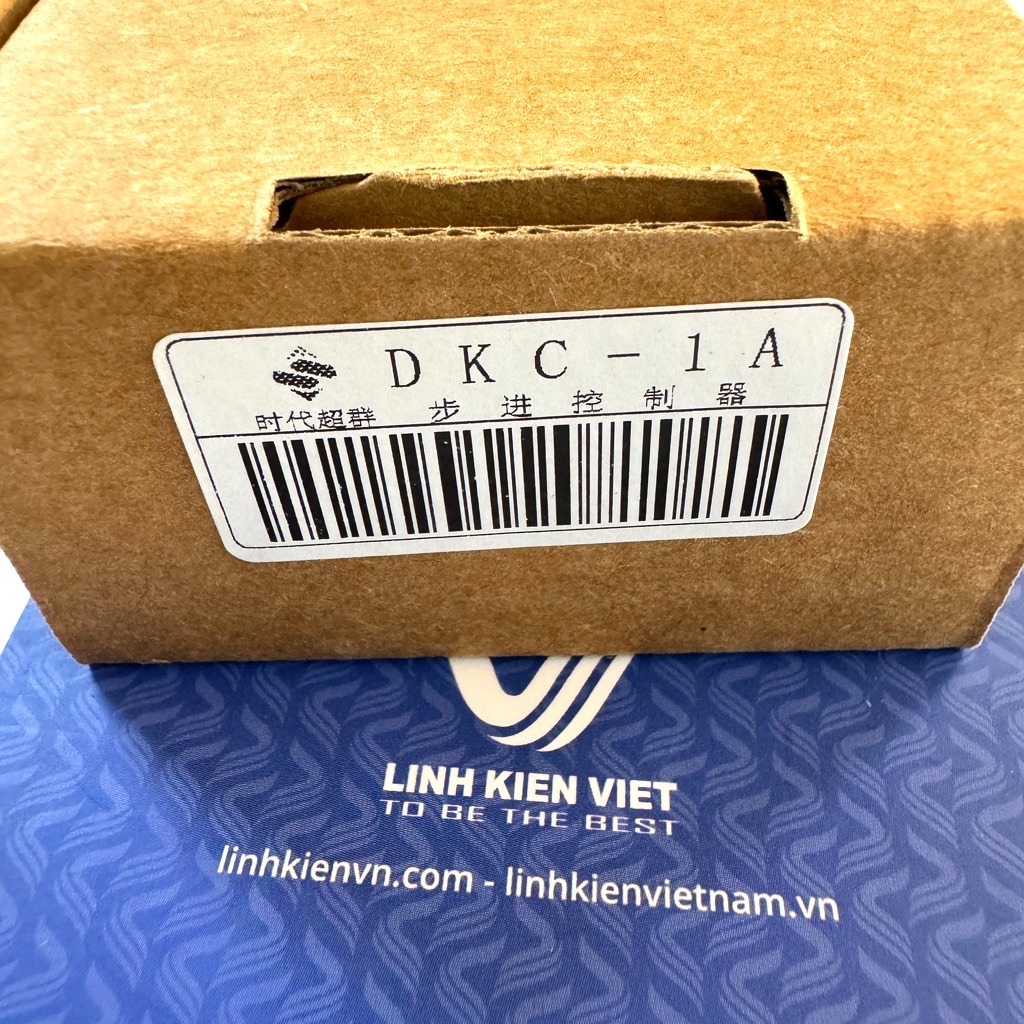 DKC-1A
时代超群 步进控制器
LINH KIEN VIET
TO BE THE BEST
linhkienvn.com - linhkienvietnam.vn